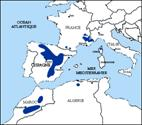 OCEAN
ATLANTIQUE
FRANCE
ITALIE
ESPAGNE
MER
MEDITERRANEE
MAROC
ALGERIE